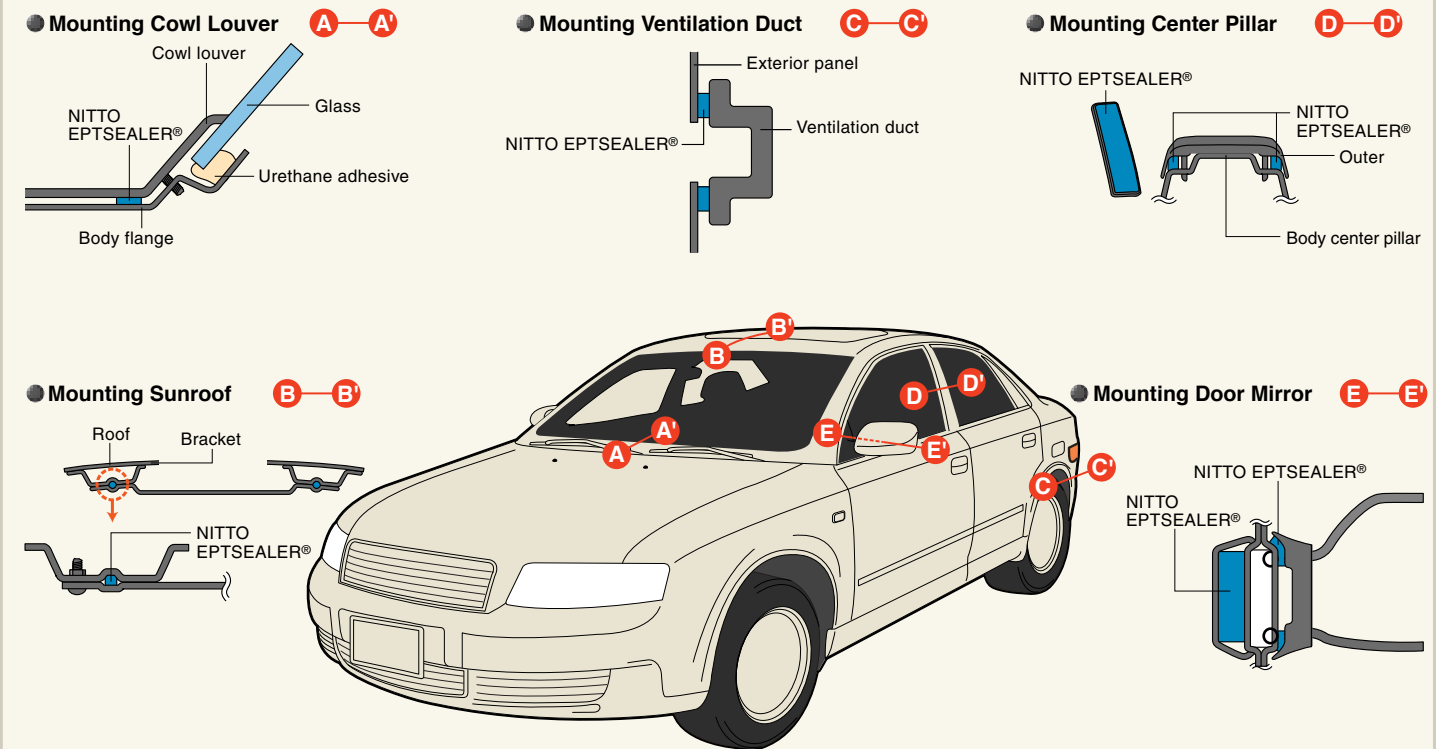 Mounting Cowl Louver A A'
Cowl louver
Glass
NITTO
EPTSEALER®
Urethane adhesive
Body flange
Mounting Ventilation Duct C C'
Exterior panel
NITTO EPTSEALER®
Ventilation duct
Mounting Center Pillar D D'
NITTO EPTSEALER®
NITTO
EPTSEALER®
Outer
Body center pillar
Mounting Sunroof B B'
Roof
Bracket
NITTO
EPTSEALER®
B B'
D D'
A A'
E E'
C C'
Mounting Door Mirror E E'
NITTO EPTSEALER®
NITTO
EPTSEALER®